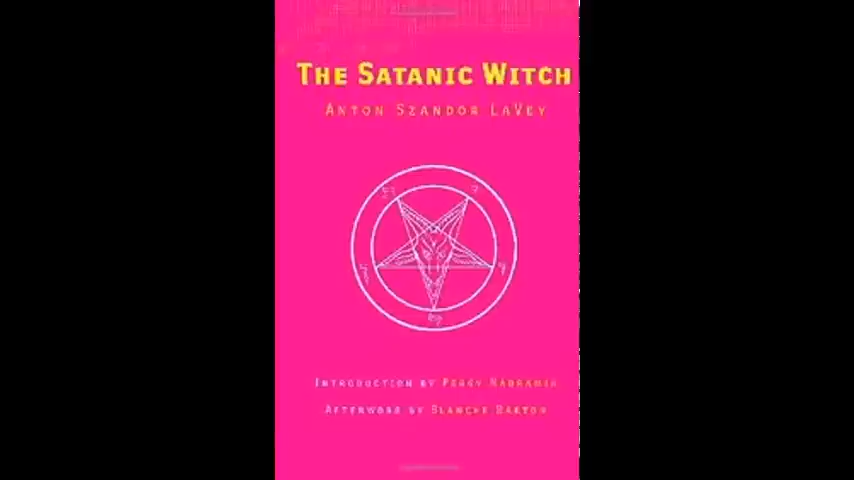 THE SATANIC WITCH
ANTON SZANDOR LAVEY
INTRODUCTION BY PEGGY NADRAMIA
AFTERWORD BY BLANCHE BARTON